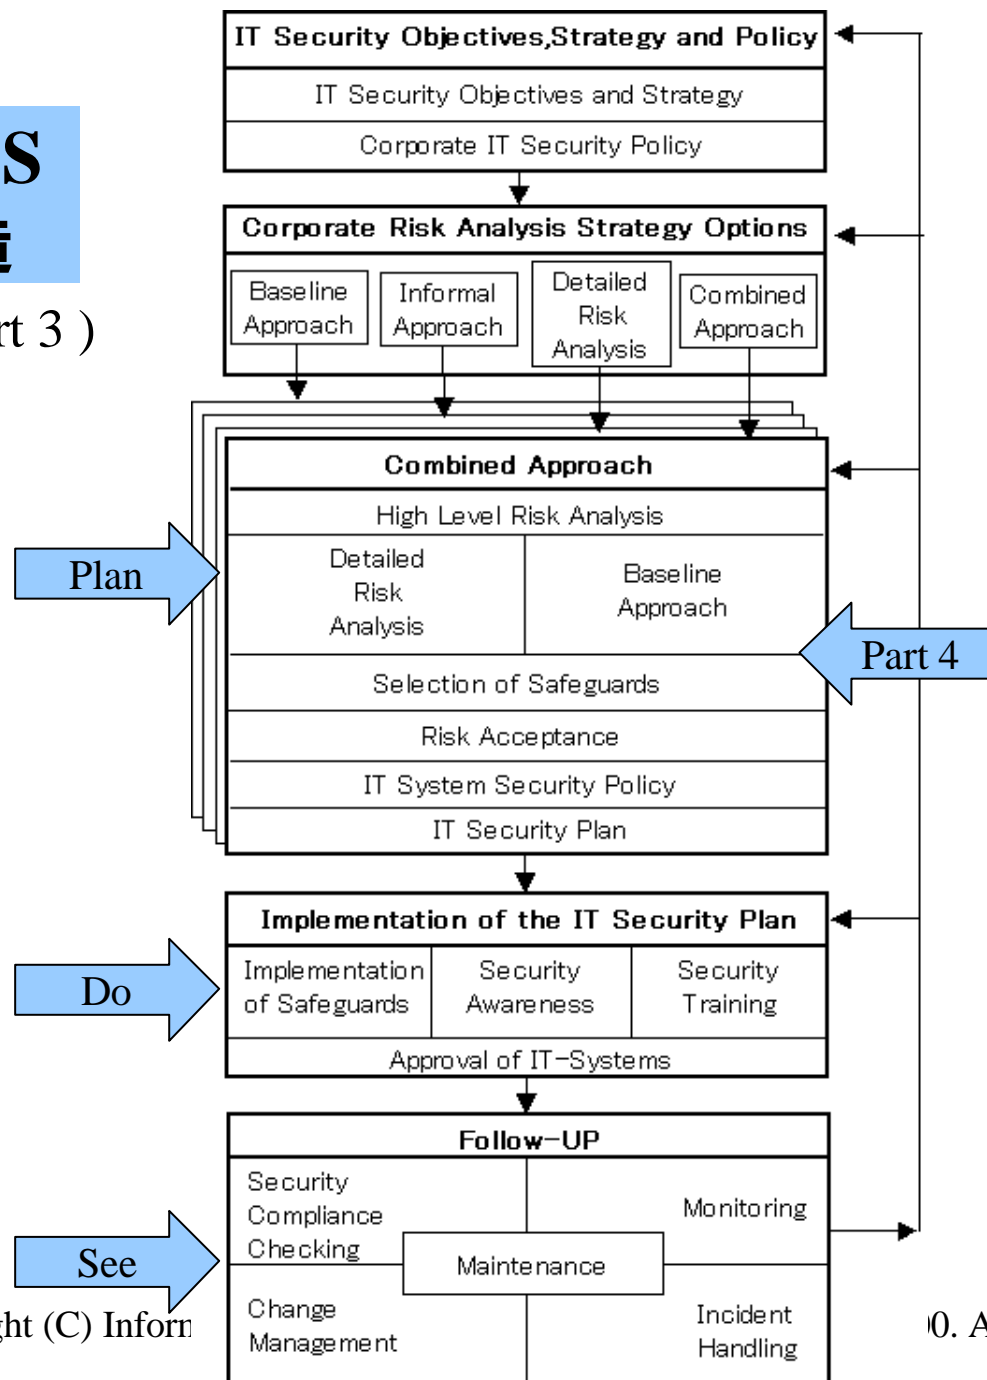 IT Security Objectives,Strategy and Policy
IT Security Objectives and Strategy
Corporate IT Security Policy
S
造
rt 3 )
Corporate Risk Analysis Strategy Options
Baseline
Approach
Informal
Approach
Detailed
Risk
Analysis
Combined
Approach
Combined Approach
High Level Risk Analysis
Plan
Detailed
Risk
Analysis
Baseline
Approach
Part 4
Selection of Safeguards
Risk Acceptance
IT System Security Policy
IT Security Plan
Implementation of the IT Security Plan
Do
Implementation
of Safeguards
Security
Awareness
Security
Training
Approval of IT-Systems
Follow-UP
See
Security
Compliance
Checking
Monitoring
Maintenance
Change
Management
Incident
Handling
ght (C) Inform 00. A